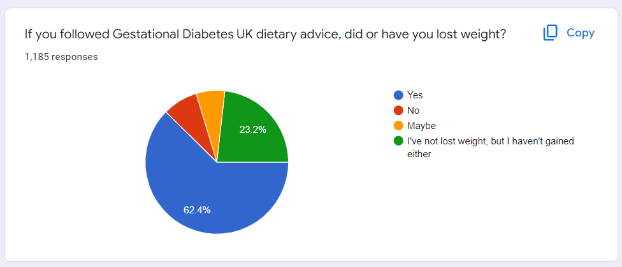 If you followed Gestational Diabetes UK dietary advice, did or have you lost weight?
Copy
1,185 responses
Yes
No
Maybe
I've not lost weight, but I haven't gained
either
23.2%
62.4%